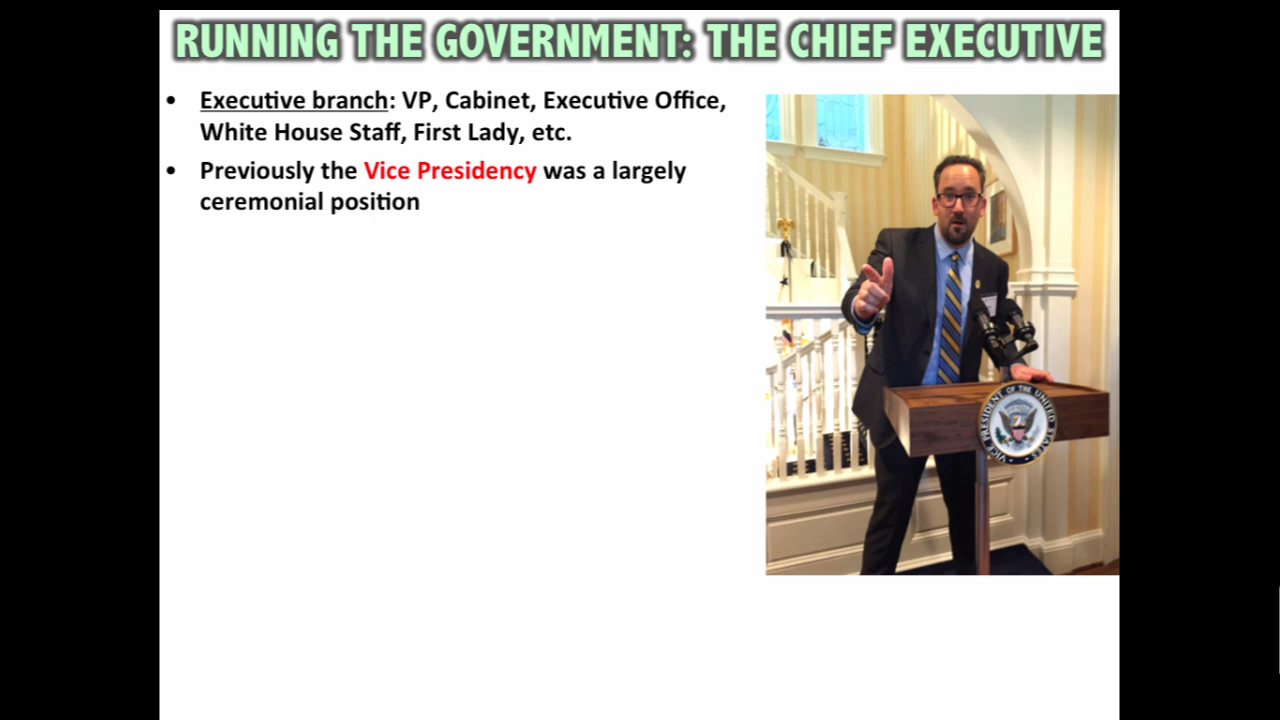 RUNNING THE GOVERNMENT: THE CHIEF EXECUTIVE
• Executive branch: VP, Cabinet, Executive Office,
White House Staff, First Lady, etc.
• Previously the Vice Presidency was a largely
ceremonial position
VICE PRESIDENT OF THE UNITED STATES